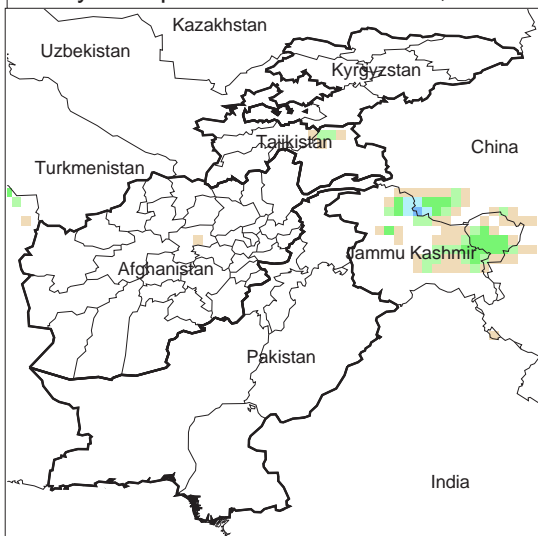 Kazakhstan
Uzbekistan
Kyrgyzstan
Tajikistan
China
Turkmenistan
Jammu Kashmir
Afghanistan
Pakistan
India